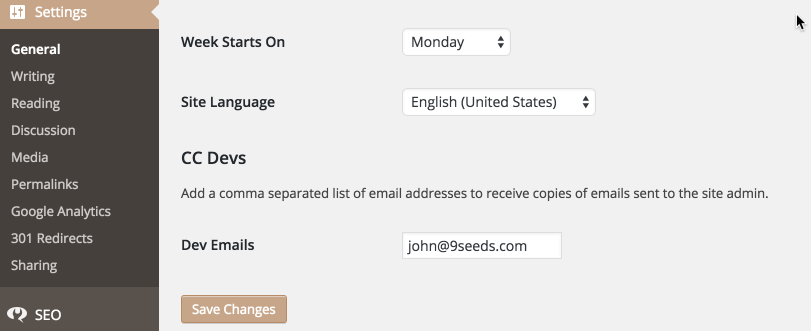 Settings
General
Writing
Reading
Discussion
Media
Permalinks
Google Analytics
301 Redirects
Sharing
SEO
Week Starts On Monday
Site Language English (United States)
CC Devs
Add a comma separated list of email addresses to receive copies of emails sent to the site admin.
Dev Emails john@9seeds.com
Save Changes